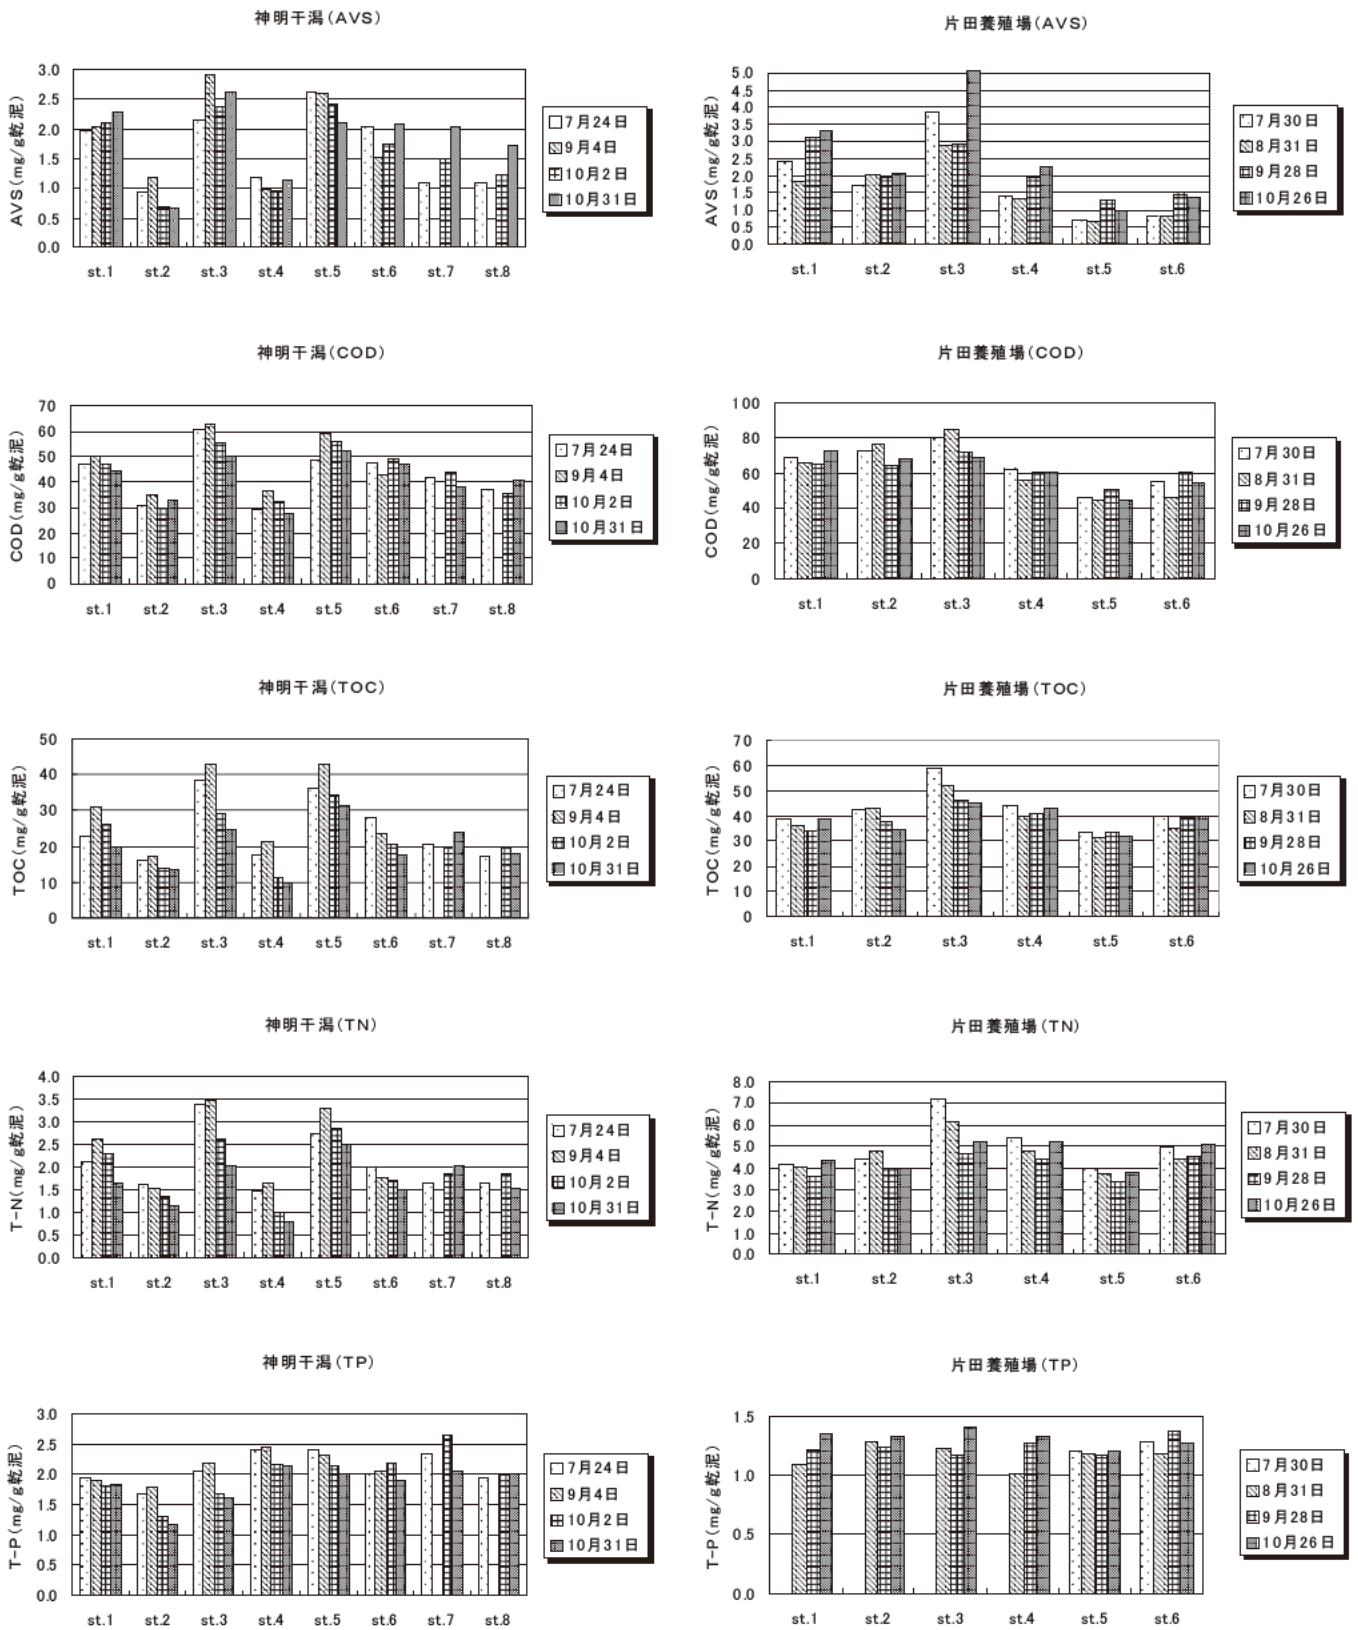 神明干潟(AVS)
AVS(mg/g乾泥)
3.0
2.5
2.0
1.5
1.0
0.5
0.0
st.1 st.2 st.3 st.4 st.5 st.6 st.7 st.8
7月24日
9月4日
10月2日
10月31日
片田養殖場(AVS)
AVS(mg/g乾泥)
5.0
4.5
4.0
3.5
3.0
2.5
2.0
1.5
1.0
0.5
0.0
st.1 st.2 st.3 st.4 st.5 st.6
7月30日
8月31日
9月28日
10月26日
神明干潟(COD)
COD(mg/g乾泥)
70
60
50
40
30
20
10
0
st.1 st.2 st.3 st.4 st.5 st.6 st.7 st.8
7月24日
9月4日
10月2日
10月31日
片田養殖場(COD)
COD(mg/g乾泥)
100
80
60
40
20
0
st.1 st.2 st.3 st.4 st.5 st.6
7月30日
8月31日
9月28日
10月26日
神明干潟(TOC)
TOC(mg/g乾泥)
50
40
30
20
10
0
st.1 st.2 st.3 st.4 st.5 st.6 st.7 st.8
7月24日
9月4日
10月2日
10月31日
片田養殖場(TOC)
TOC(mg/g乾泥)
70
60
50
40
30
20
10
0
st.1 st.2 st.3 st.4 st.5 st.6
7月30日
8月31日
9月28日
10月26日
神明干潟(TN)
T-N(mg/g乾泥)
4.0
3.5
3.0
2.5
2.0
1.5
1.0
0.5
0.0
st.1 st.2 st.3 st.4 st.5 st.6 st.7 st.8
7月24日
9月4日
10月2日
10月31日
片田養殖場(TN)
T-N(mg/g乾泥)
8.0
7.0
6.0
5.0
4.0
3.0
2.0
1.0
0.0
st.1 st.2 st.3 st.4 st.5 st.6
7月30日
8月31日
9月28日
10月26日
神明干潟(TP)
T-P(mg/g乾泥)
3.0
2.5
2.0
1.5
1.0
0.5
0.0
st.1 st.2 st.3 st.4 st.5 st.6 st.7 st.8
7月24日
9月4日
10月2日
10月31日
片田養殖場(TP)
T-P(mg/g乾泥)
1.5
1.0
0.5
0.0
st.1 st.2 st.3 st.4 st.5 st.6
7月30日
8月31日
9月28日
10月26日